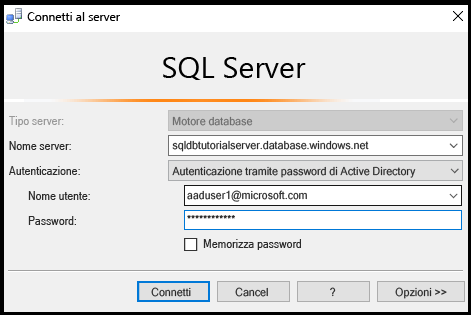 Connetti al server
SQL Server
Tipo server: Motore database
Nome server: sqldbtutorialserver.database.windows.net
Autenticazione: Autenticazione tramite password di Active Directory
Nome utente: aaduser1@microsoft.com
Password: ************
Memorizza password
Connetti Cancel ? Opzioni >>